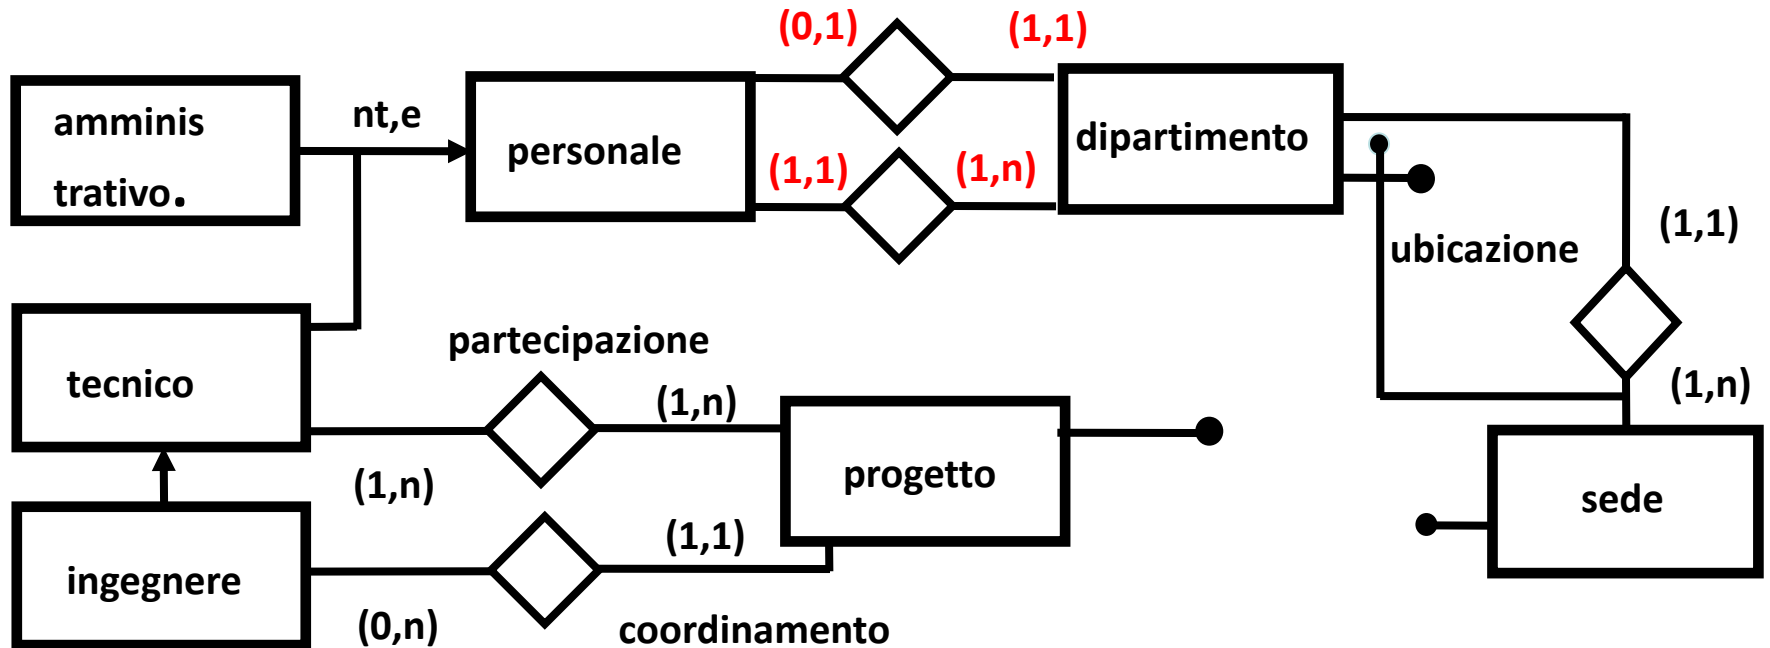 (0,1)
(1,1)
amminis
trativo.
nt,e
personale
dipartimento
(1,1)
(1,n)
ubicazione
(1,1)
tecnico
partecipazione
(1,n)
(1,n)
progetto
(1,n)
sede
ingegnere
(1,1)
(0,n)
coordinamento